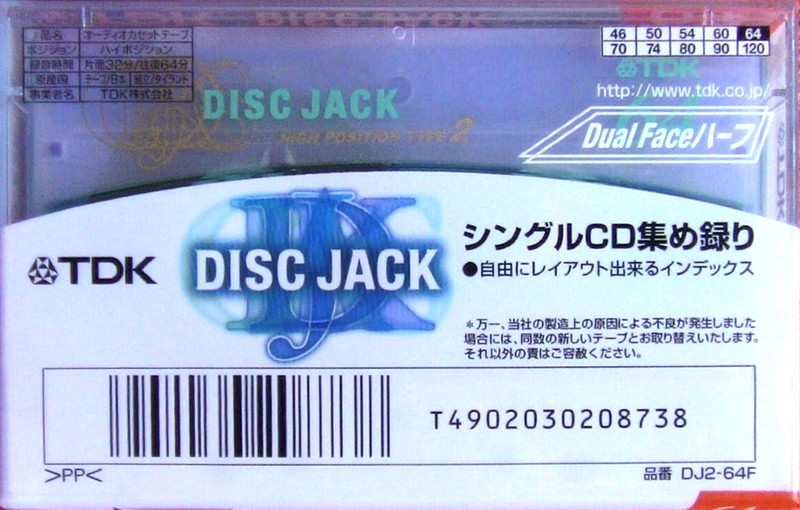 DISC JACK
品名 オーディオカセットテープ
ポジション ハイポジション
録音時間 片面32分/往復64分
原産国 テープ/日本 組立/タイランド
事業者名 TDK株式会社
46 50 54 60 64
70 74 80 90 120
TDK
http://www.tdk.co.jp/
DISC JACK
HIGH POSITION TYPE 2
Dual Faceハーフ
TDK
TDK
DJ
DISC JACK
シングルCD集め録り
●自由にレイアウト出来るインデックス
*万一、当社の製造上の原因による不良が発生しました
場合には、同数の新しいテープとお取り替えいたします。
それ以外の責はご容赦ください。
T4902030208738
>PP<
品番 DJ2-64F